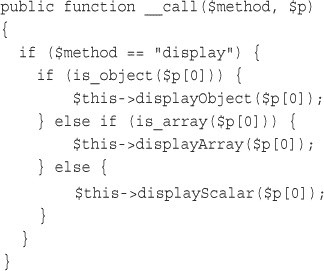 public function __call($method, $p)
{
  if ($method == "display") {
    if (is_object($p[0])) {
        $this->displayObject($p[0]);
    } else if (is_array($p[0])) {
        $this->displayArray($p[0]);
    } else {
        $this->displayScalar($p[0]);
    }
  }
}